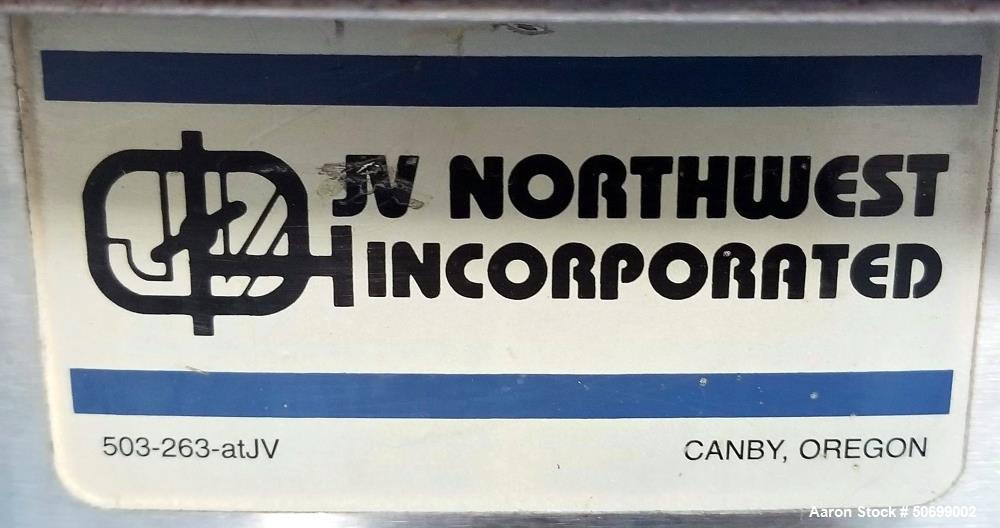 JV NORTHWEST
INCORPORATED
503-263-atJV
CANBY, OREGON
Aaron Stock # 50699002